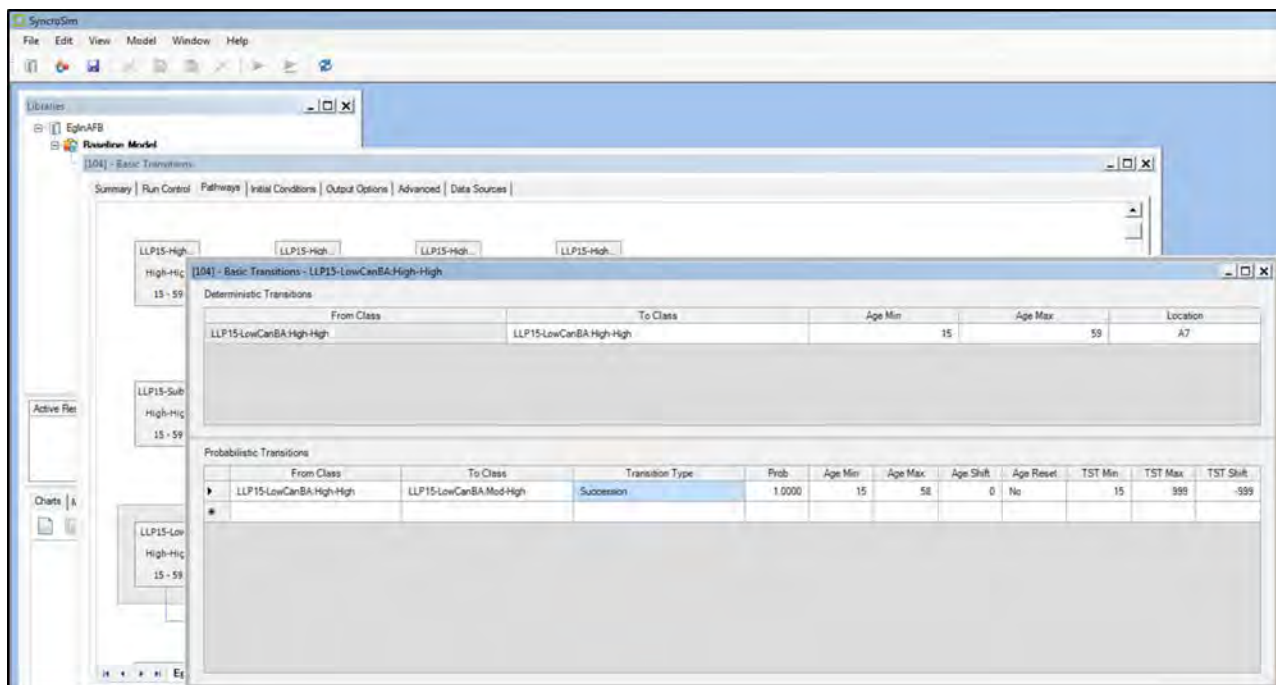 SyncroSim
File Edit View Model Window Help
Libraries
EglinAFB
Baseline Model
[104] - Basic Transitions
Summary | Run Control | Pathways | Initial Conditions | Output Options | Advanced | Data Sources |
LLP15-High... LLP15-High... LLP15-High... LLP15-High...
High-Hig
15 - 59
[104] - Basic Transitions - LLP15-LowCanBA:High-High
Deterministic Transitions
From Class To Class Age Min Age Max Location
LLP15-LowCanBA:High-High LLP15-LowCanBA:High-High 15 59 A7
LLP15-Sub
High-Hig
15 - 59
Active Res
Probabilistic Transitions
From Class To Class Transition Type Prob Age Min Age Max Age Shift Age Reset TST Min TST Max TST Shift
LLP15-LowCanBA:High-High LLP15-LowCanBA:Mod-High Succession 1.0000 15 58 0 No 15 999 -999
Charts
LLP15-Low
High-Hig
15 - 59